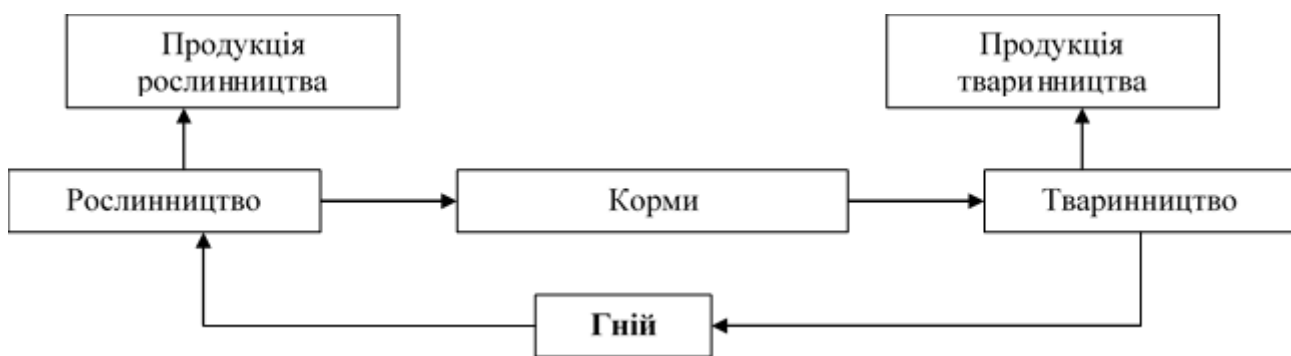 Продукція
рослинництва
Продукція
тваринництва
Рослинництво
Корми
Тваринництво
Гній